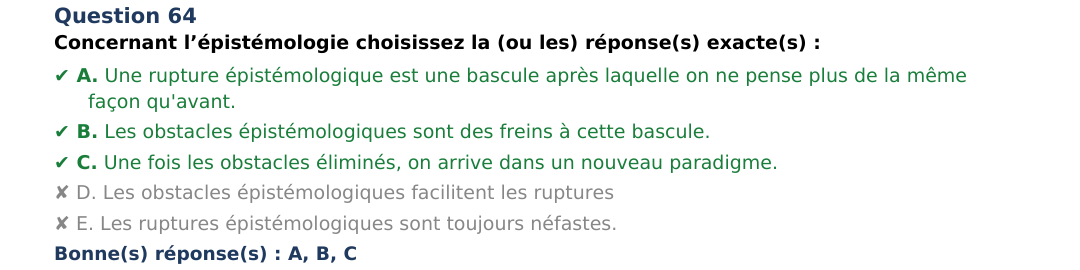 Question 64
Concernant l’épistémologie choisissez la (ou les) réponse(s) exacte(s) :
✔ A. Une rupture épistémologique est une bascule après laquelle on ne pense plus de la même
façon qu'avant.
✔ B. Les obstacles épistémologiques sont des freins à cette bascule.
✔ C. Une fois les obstacles éliminés, on arrive dans un nouveau paradigme.
✘ D. Les obstacles épistémologiques facilitent les ruptures
✘ E. Les ruptures épistémologiques sont toujours néfastes.
Bonne(s) réponse(s) : A, B, C